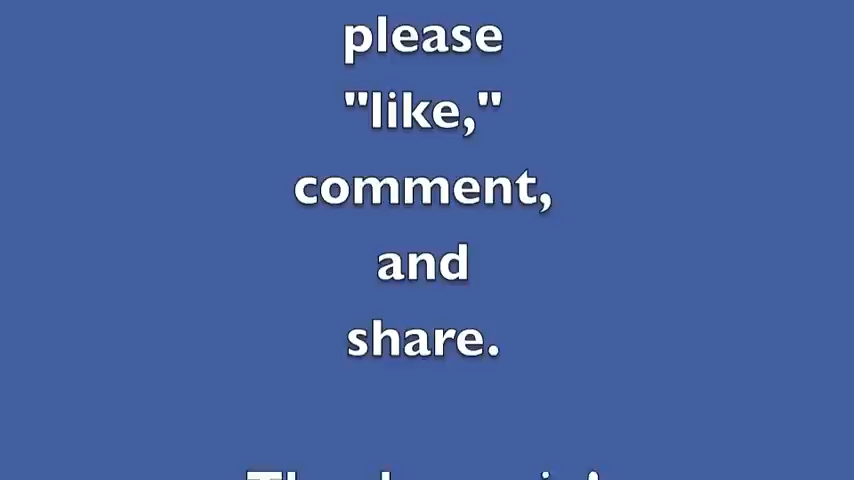 please
"like,"
comment,
and
share.